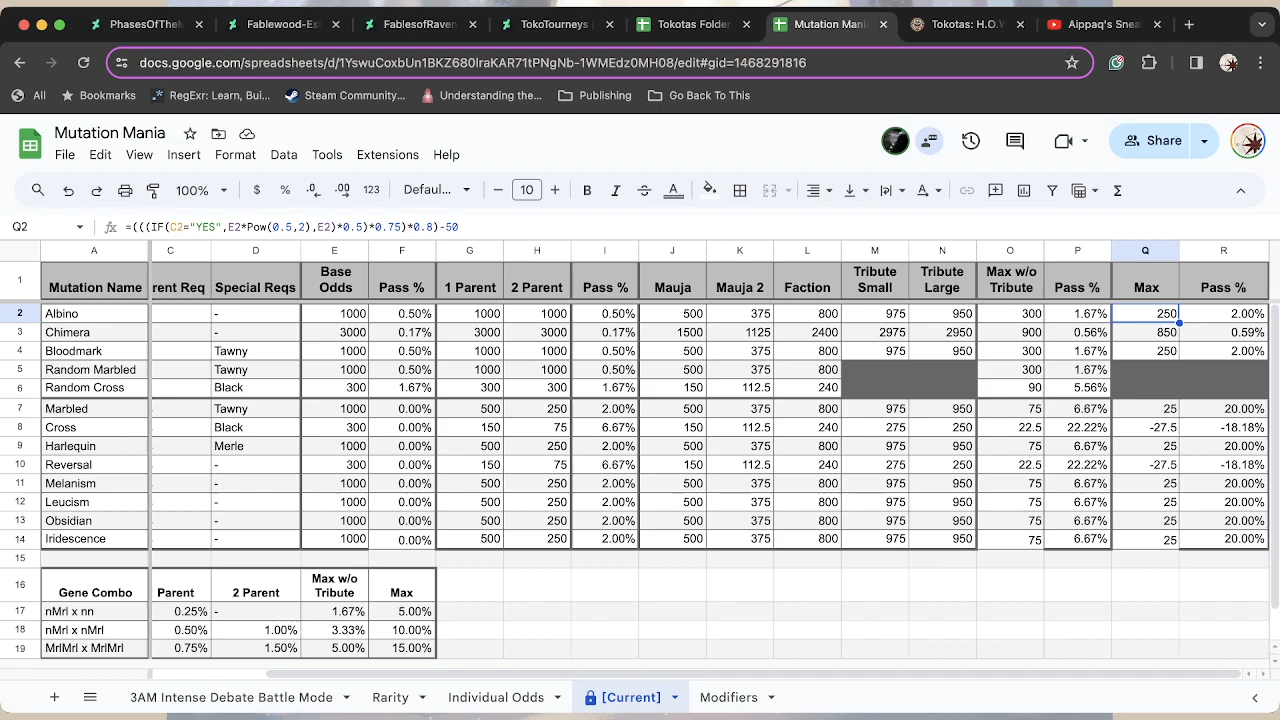 PhasesOfTheM
Fablewood-Es
FablesofRaven
TokoTourneys
Tokotas Folder
Mutation Mania
Tokotas: H.O.W
Aippaq's Snea
docs.google.com/spreadsheets/d/1YswuCoxbUn1BKZ680IraKAR71tPNgNb-1WMEdz0MH08/edit#gid=1468291816
All Bookmarks RegExr: Learn, Bui... Steam Community... Understanding the... Publishing Go Back To This
Mutation Mania
File Edit View Insert Format Data Tools Extensions Help
Share
100% $ % .0 .00 123 Defaul... 10 B I A
Q2 fx =(((IF(C2="YES",E2*Pow(0.5,2),E2)*0.5)*0.75)*0.8)-50
A C D E F G H I J K L M N O P Q R
1 Mutation Name rent Req Special Reqs Base Odds Pass % 1 Parent 2 Parent Pass % Mauja Mauja 2 Faction Tribute Small Tribute Large Max w/o Tribute Pass % Max Pass %
2 Albino - 1000 0.50% 1000 1000 0.50% 500 375 800 975 950 300 1.67% 250 2.00%
3 Chimera - 3000 0.17% 3000 3000 0.17% 1500 1125 2400 2975 2950 900 0.56% 850 0.59%
4 Bloodmark Tawny 1000 0.50% 1000 1000 0.50% 500 375 800 975 950 300 1.67% 250 2.00%
5 Random Marbled Tawny 1000 0.50% 1000 1000 0.50% 500 375 800 300 1.67%
6 Random Cross Black 300 1.67% 300 300 1.67% 150 112.5 240 90 5.56%
7 Marbled Tawny 1000 0.00% 500 250 2.00% 500 375 800 975 950 75 6.67% 25 20.00%
8 Cross Black 300 0.00% 150 75 6.67% 150 112.5 240 275 250 22.5 22.22% -27.5 -18.18%
9 Harlequin Merle 1000 0.00% 500 250 2.00% 500 375 800 975 950 75 6.67% 25 20.00%
10 Reversal - 300 0.00% 150 75 6.67% 150 112.5 240 275 250 22.5 22.22% -27.5 -18.18%
11 Melanism - 1000 0.00% 500 250 2.00% 500 375 800 975 950 75 6.67% 25 20.00%
12 Leucism - 1000 0.00% 500 250 2.00% 500 375 800 975 950 75 6.67% 25 20.00%
13 Obsidian - 1000 0.00% 500 250 2.00% 500 375 800 975 950 75 6.67% 25 20.00%
14 Iridescence - 1000 0.00% 500 250 2.00% 500 375 800 975 950 75 6.67% 25 20.00%
15
16 Gene Combo Parent 2 Parent Max w/o Tribute Max
17 nMrl x nn 0.25% - 1.67% 5.00%
18 nMrl x nMrl 0.50% 1.00% 3.33% 10.00%
19 MrlMrl x MrlMrl 0.75% 1.50% 5.00% 15.00%
3AM Intense Debate Battle Mode Rarity Individual Odds [Current] Modifiers